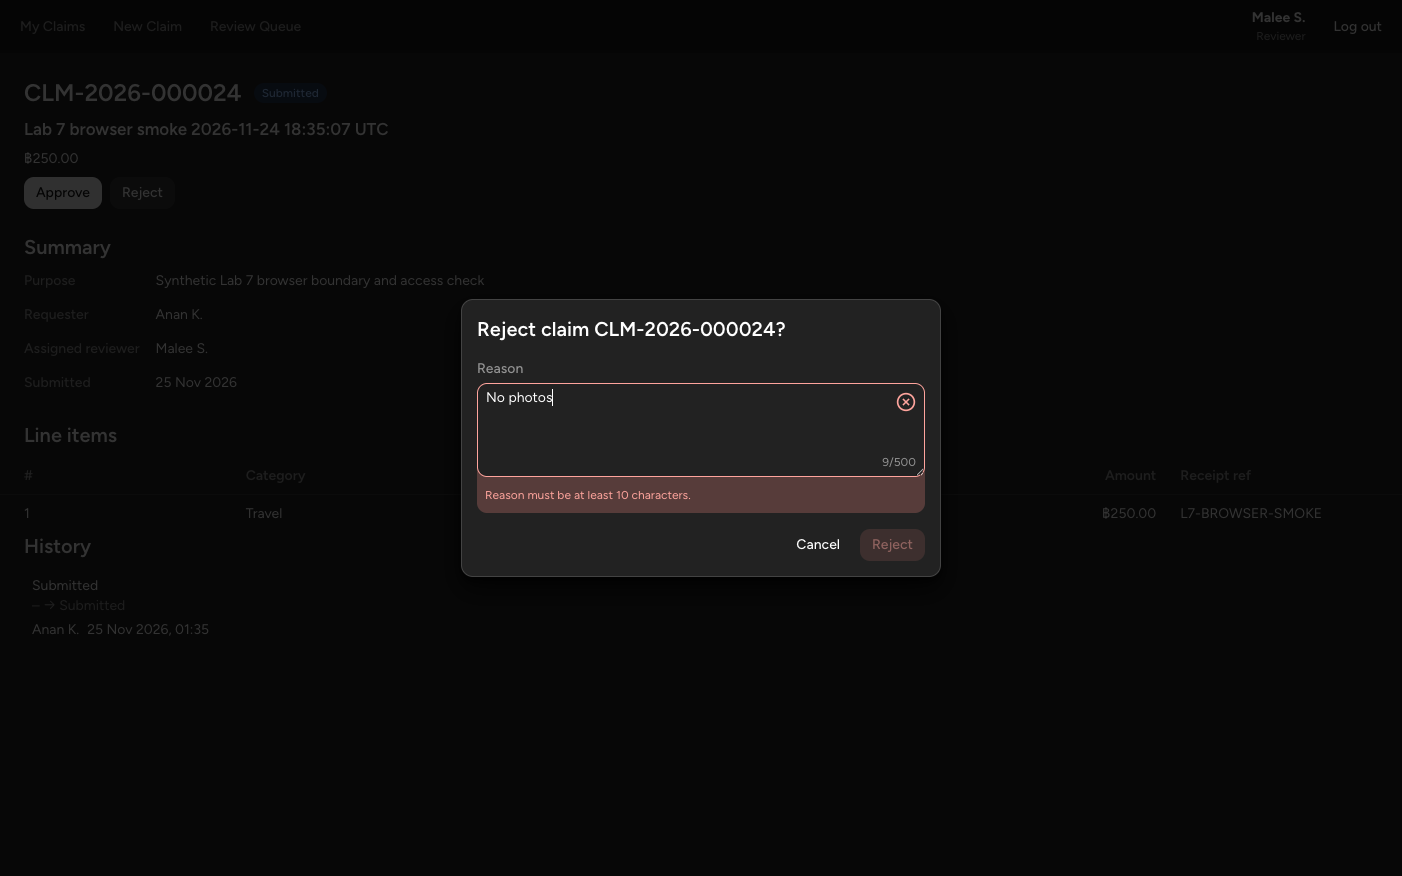 My Claims New Claim Review Queue Malee S. Log out
Reviewer
CLM-2026-000024 Submitted
Lab 7 browser smoke 2026-11-24 18:35:07 UTC
฿250.00
Approve Reject
Summary
Purpose Synthetic Lab 7 browser boundary and access check
Requester Anan K.
Assigned reviewer Malee S.
Submitted 25 Nov 2026
Line items
# Category Amount Receipt ref
1 Travel ฿250.00 L7-BROWSER-SMOKE
History
Submitted
– → Submitted
Anan K. 25 Nov 2026, 01:35
Reject claim CLM-2026-000024?
Reason
No photos
9/500
Reason must be at least 10 characters.
Cancel Reject